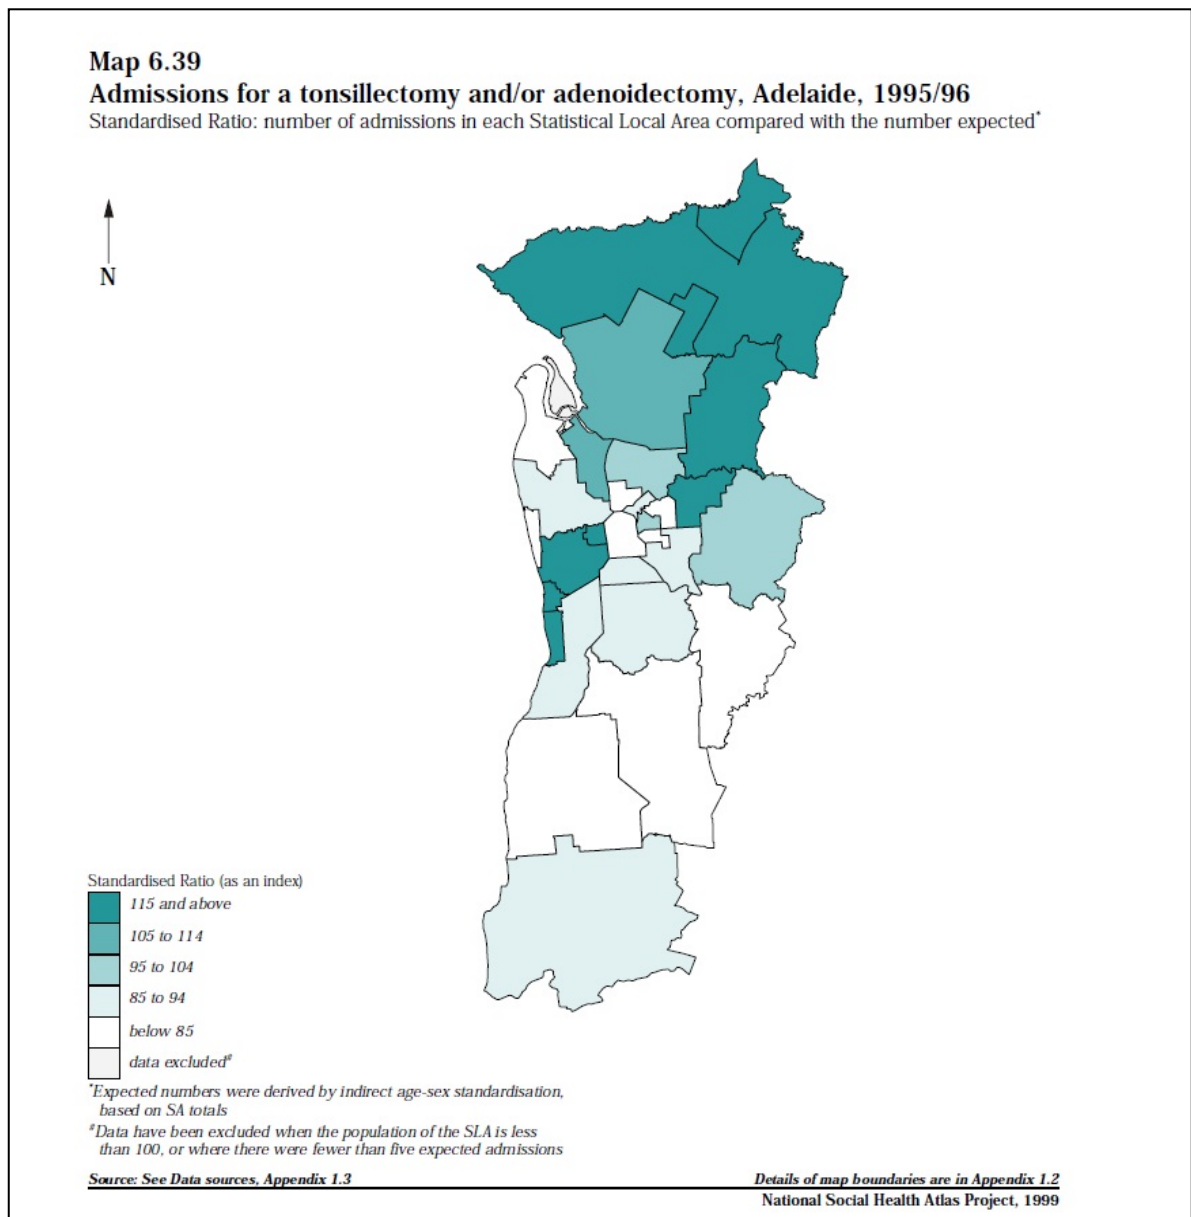 Map 6.39
Admissions for a tonsillectomy and/or adenoidectomy, Adelaide, 1995/96
Standardised Ratio: number of admissions in each Statistical Local Area compared with the number expected*
N
Standardised Ratio (as an index)
115 and above
105 to 114
95 to 104
85 to 94
below 85
data excluded#
*Expected numbers were derived by indirect age-sex standardisation,
based on SA totals
#Data have been excluded when the population of the SLA is less
than 100, or where there were fewer than five expected admissions
Source: See Data sources, Appendix 1.3
Details of map boundaries are in Appendix 1.2
National Social Health Atlas Project, 1999